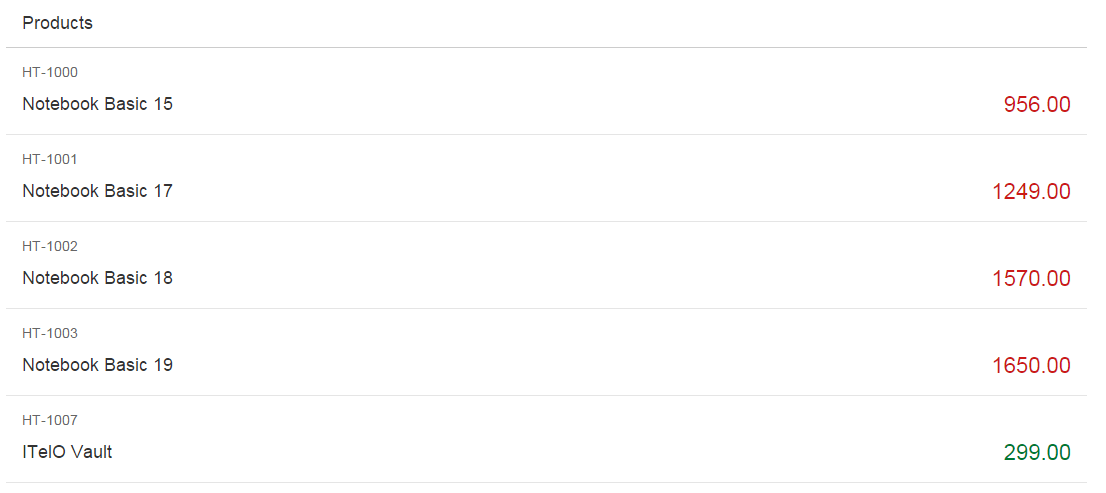 Products
HT-1000
Notebook Basic 15
956.00
HT-1001
Notebook Basic 17
1249.00
HT-1002
Notebook Basic 18
1570.00
HT-1003
Notebook Basic 19
1650.00
HT-1007
ITelO Vault
299.00